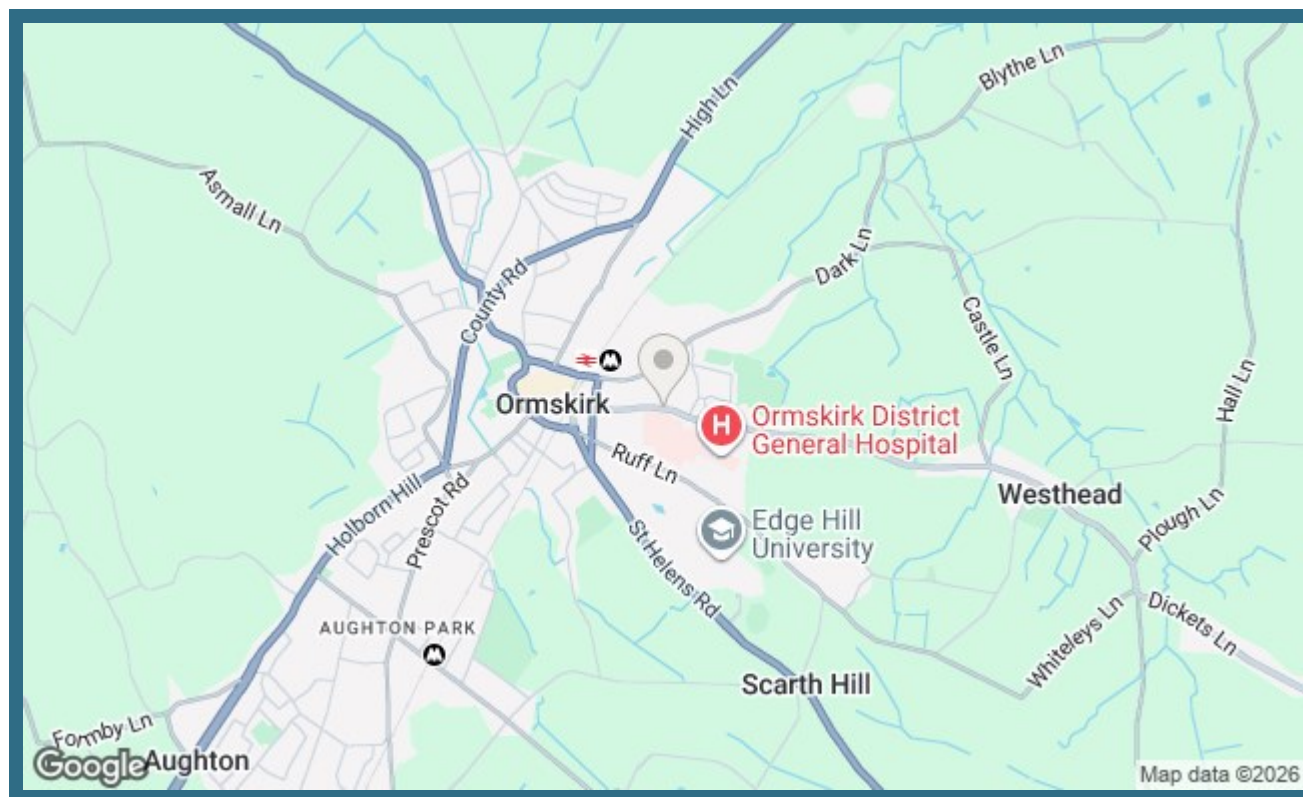 Blythe Ln
High Ln
Asmall Ln
Dark Ln
County Rd
Castle Ln
Hall Ln
Ormskirk
Ormskirk District
General Hospital
Ruff Ln
Westhead
Holborn Hill
Prescot Rd
Edge Hill
University
Plough Ln
St Helens Rd
Dickets Ln
Whiteleys Ln
AUGHTON PARK
Scarth Hill
Formby Ln
Aughton
Google
Map data ©2026
H